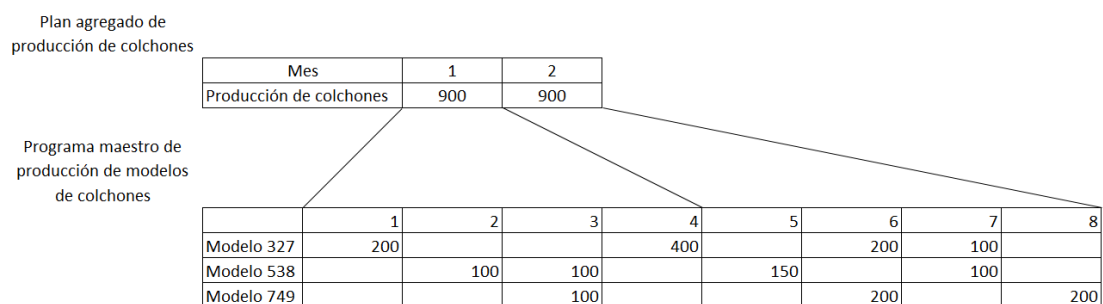 Plan agregado de
producción de colchones
Mes 1 2
Producción de colchones 900 900
Programa maestro de
producción de modelos
de colchones
1 2 3 4 5 6 7 8
Modelo 327 200 400 200 100
Modelo 538 100 100 150 100
Modelo 749 100 200 200